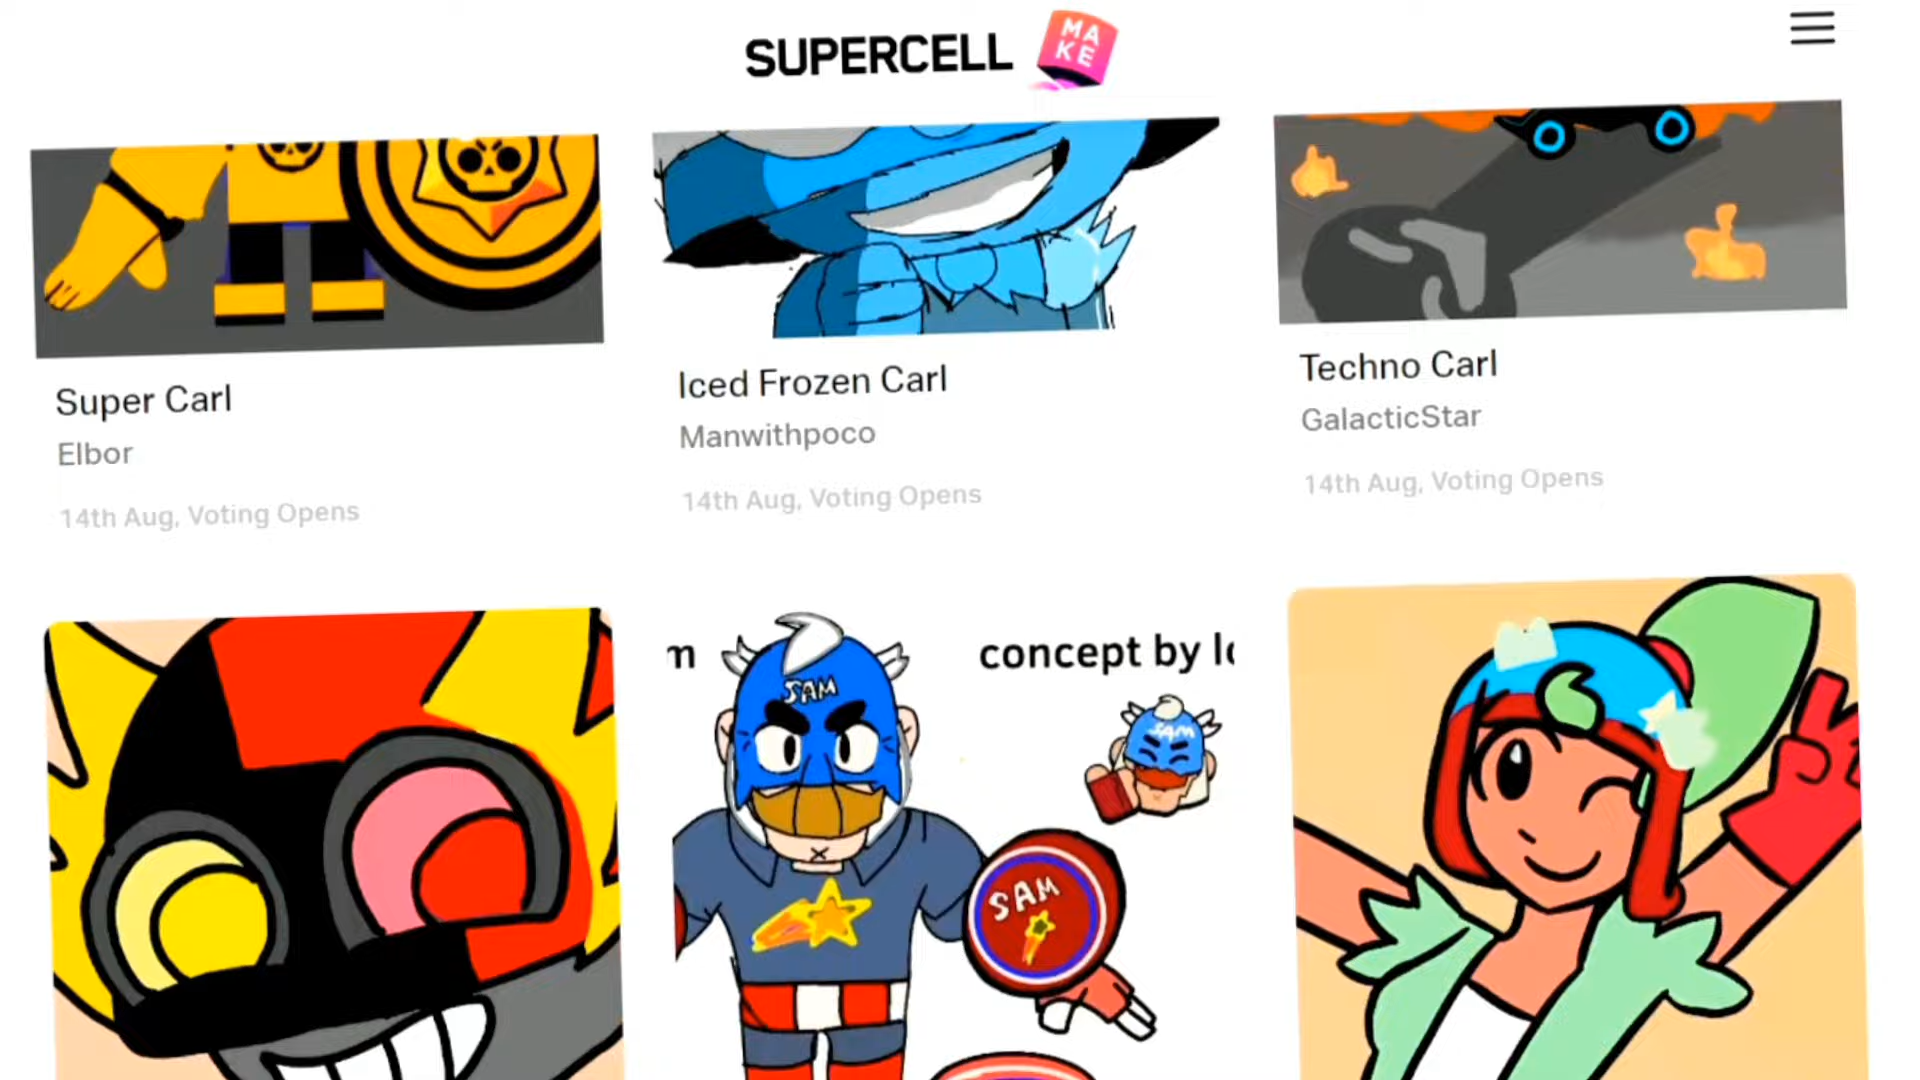 SUPERCELL
MA
KE
Super Carl
Elbor
14th Aug, Voting Opens
Iced Frozen Carl
Manwithpoco
14th Aug, Voting Opens
Techno Carl
GalacticStar
14th Aug, Voting Opens
m
concept by
SAM
SAM
SAM